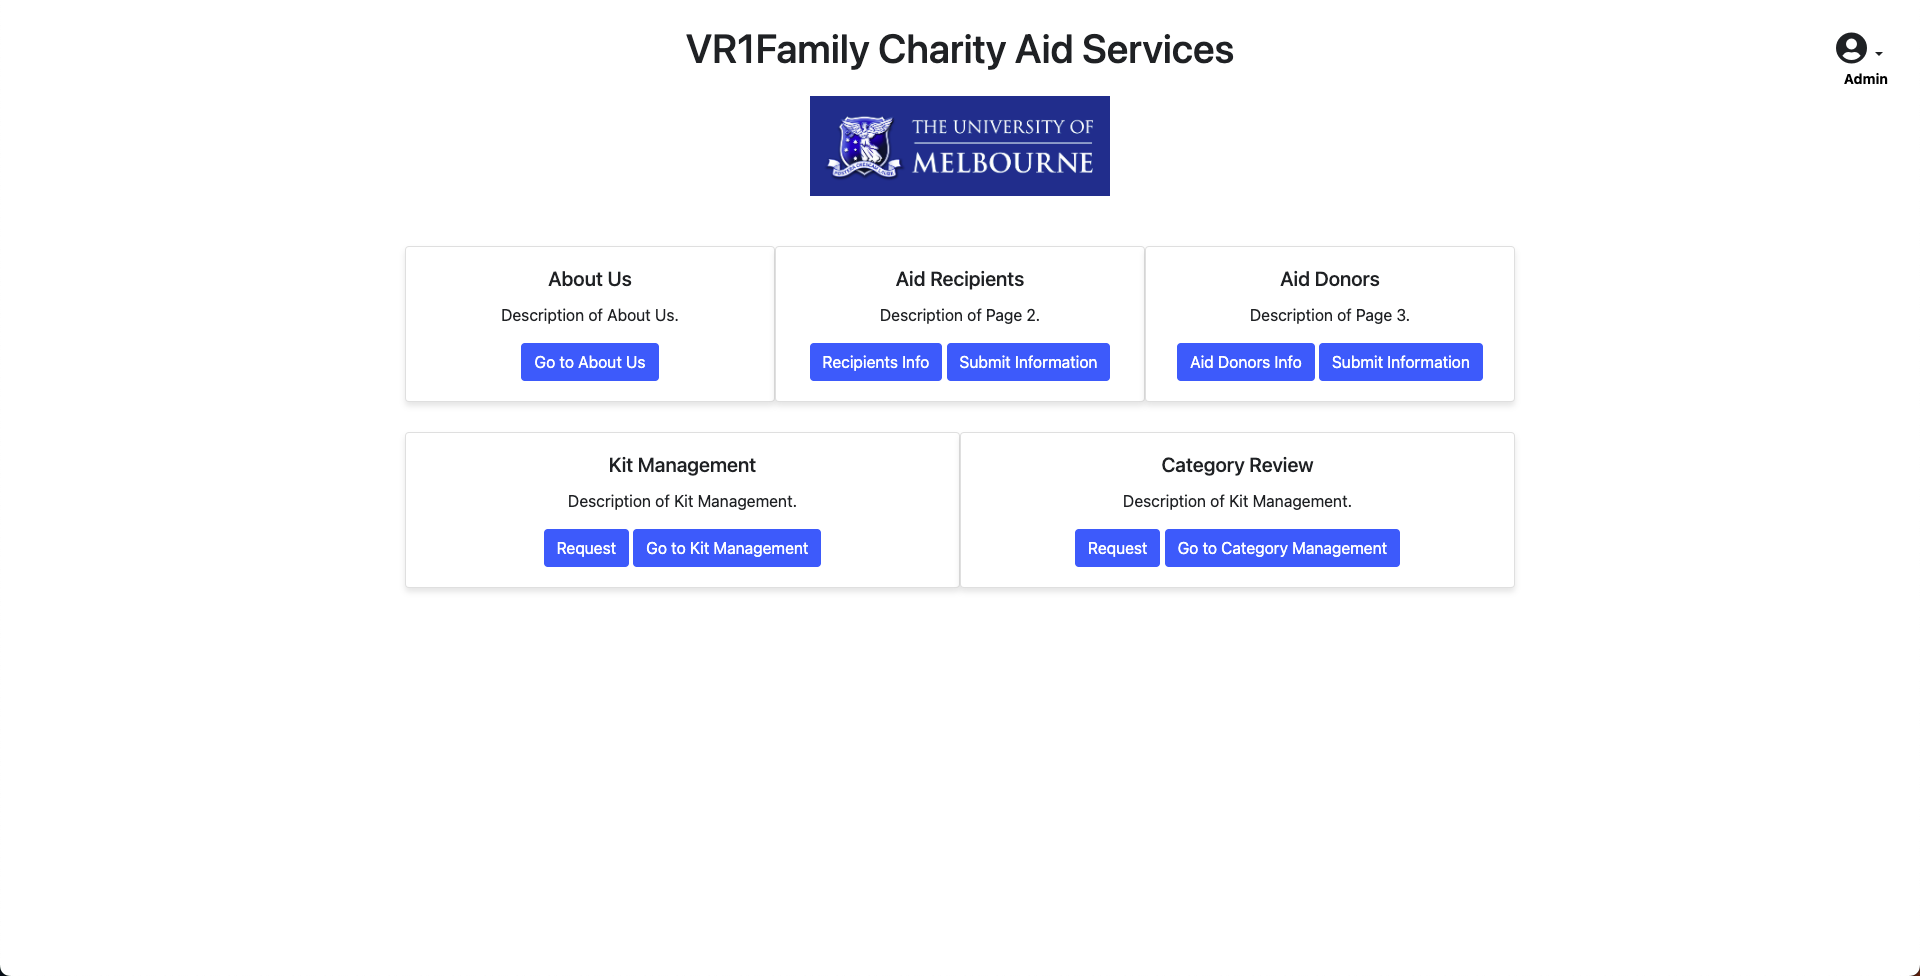 VR1Family Charity Aid Services
Admin
THE UNIVERSITY OF
MELBOURNE
About Us
Description of About Us.
Go to About Us
Aid Recipients
Description of Page 2.
Recipients Info
Submit Information
Aid Donors
Description of Page 3.
Aid Donors Info
Submit Information
Kit Management
Description of Kit Management.
Request
Go to Kit Management
Category Review
Description of Kit Management.
Request
Go to Category Management